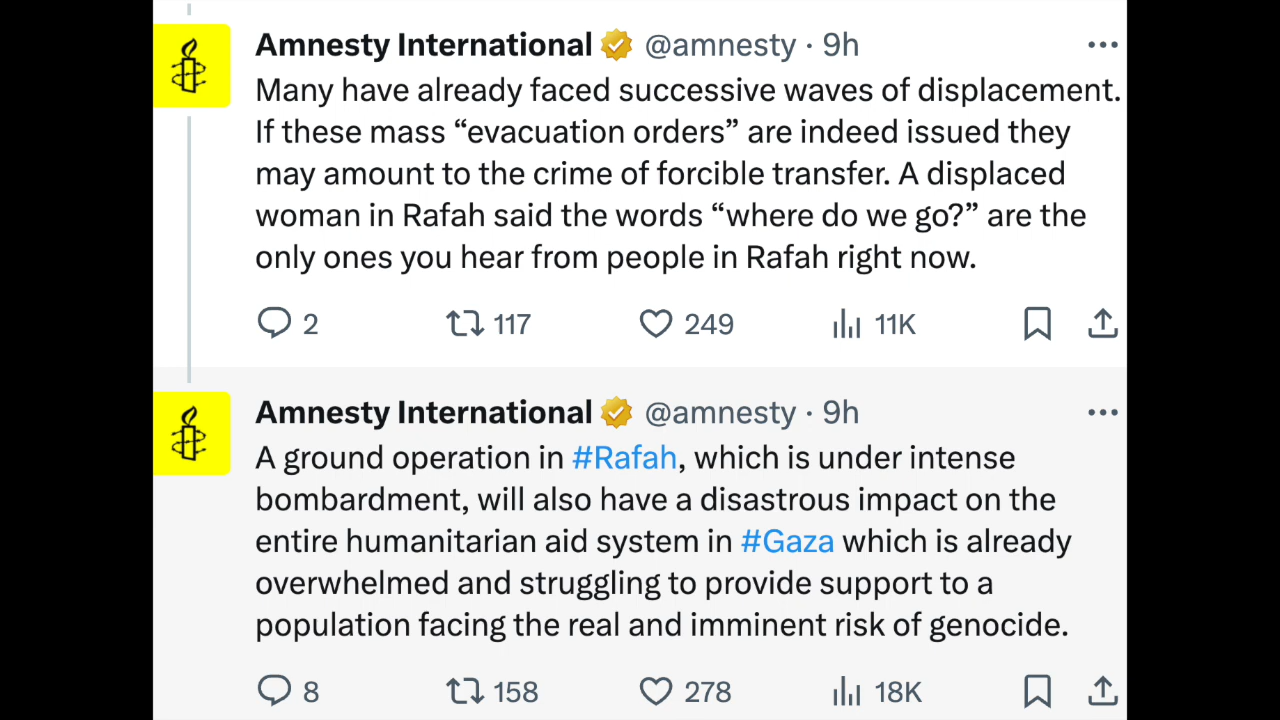 Amnesty International @amnesty · 9h
Many have already faced successive waves of displacement.
If these mass “evacuation orders” are indeed issued they
may amount to the crime of forcible transfer. A displaced
woman in Rafah said the words “where do we go?” are the
only ones you hear from people in Rafah right now.
2 117 249 11K
Amnesty International @amnesty · 9h
A ground operation in #Rafah, which is under intense
bombardment, will also have a disastrous impact on the
entire humanitarian aid system in #Gaza which is already
overwhelmed and struggling to provide support to a
population facing the real and imminent risk of genocide.
8 158 278 18K